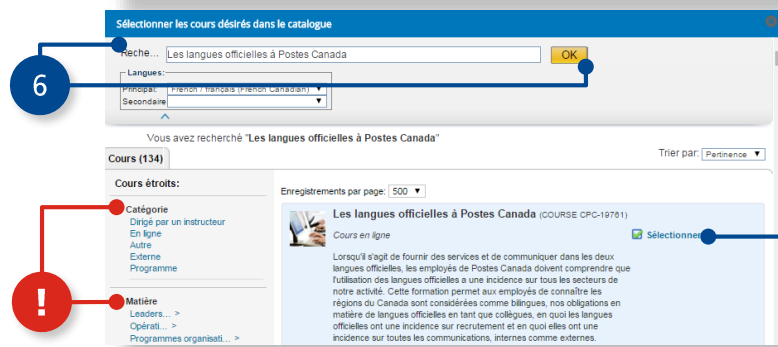 Sélectionner les cours désirés dans le catalogue
Reche... Les langues officielles à Postes Canada OK
6
Langues:
Principal: French / français (French Canadian) ▼
Secondaire ▼
Vous avez recherché "Les langues officielles à Postes Canada"
Cours (134)
Trier par: Pertinence ▼
Cours étroits:
Enregistrements par page: 500 ▼
Catégorie
Dirigé par un instructeur
En ligne
Autre
Externe
Programme
!
Matière
Leaders... >
Opérati... >
Programmes organisati... >
Les langues officielles à Postes Canada (COURSE CPC-19761)
Cours en ligne
Sélectionner
Lorsqu'il s'agit de fournir des services et de communiquer dans les deux
langues officielles, les employés de Postes Canada doivent comprendre que
l'utilisation des langues officielles a une incidence sur tous les secteurs de
notre activité. Cette formation permet aux employés de connaître les
régions du Canada sont considérées comme bilingues, nos obligations en
matière de langues officielles en tant que collègues, en quoi les langues
officielles ont une incidence sur recrutement et en quoi elles ont une
incidence sur toutes les communications, internes comme externes.